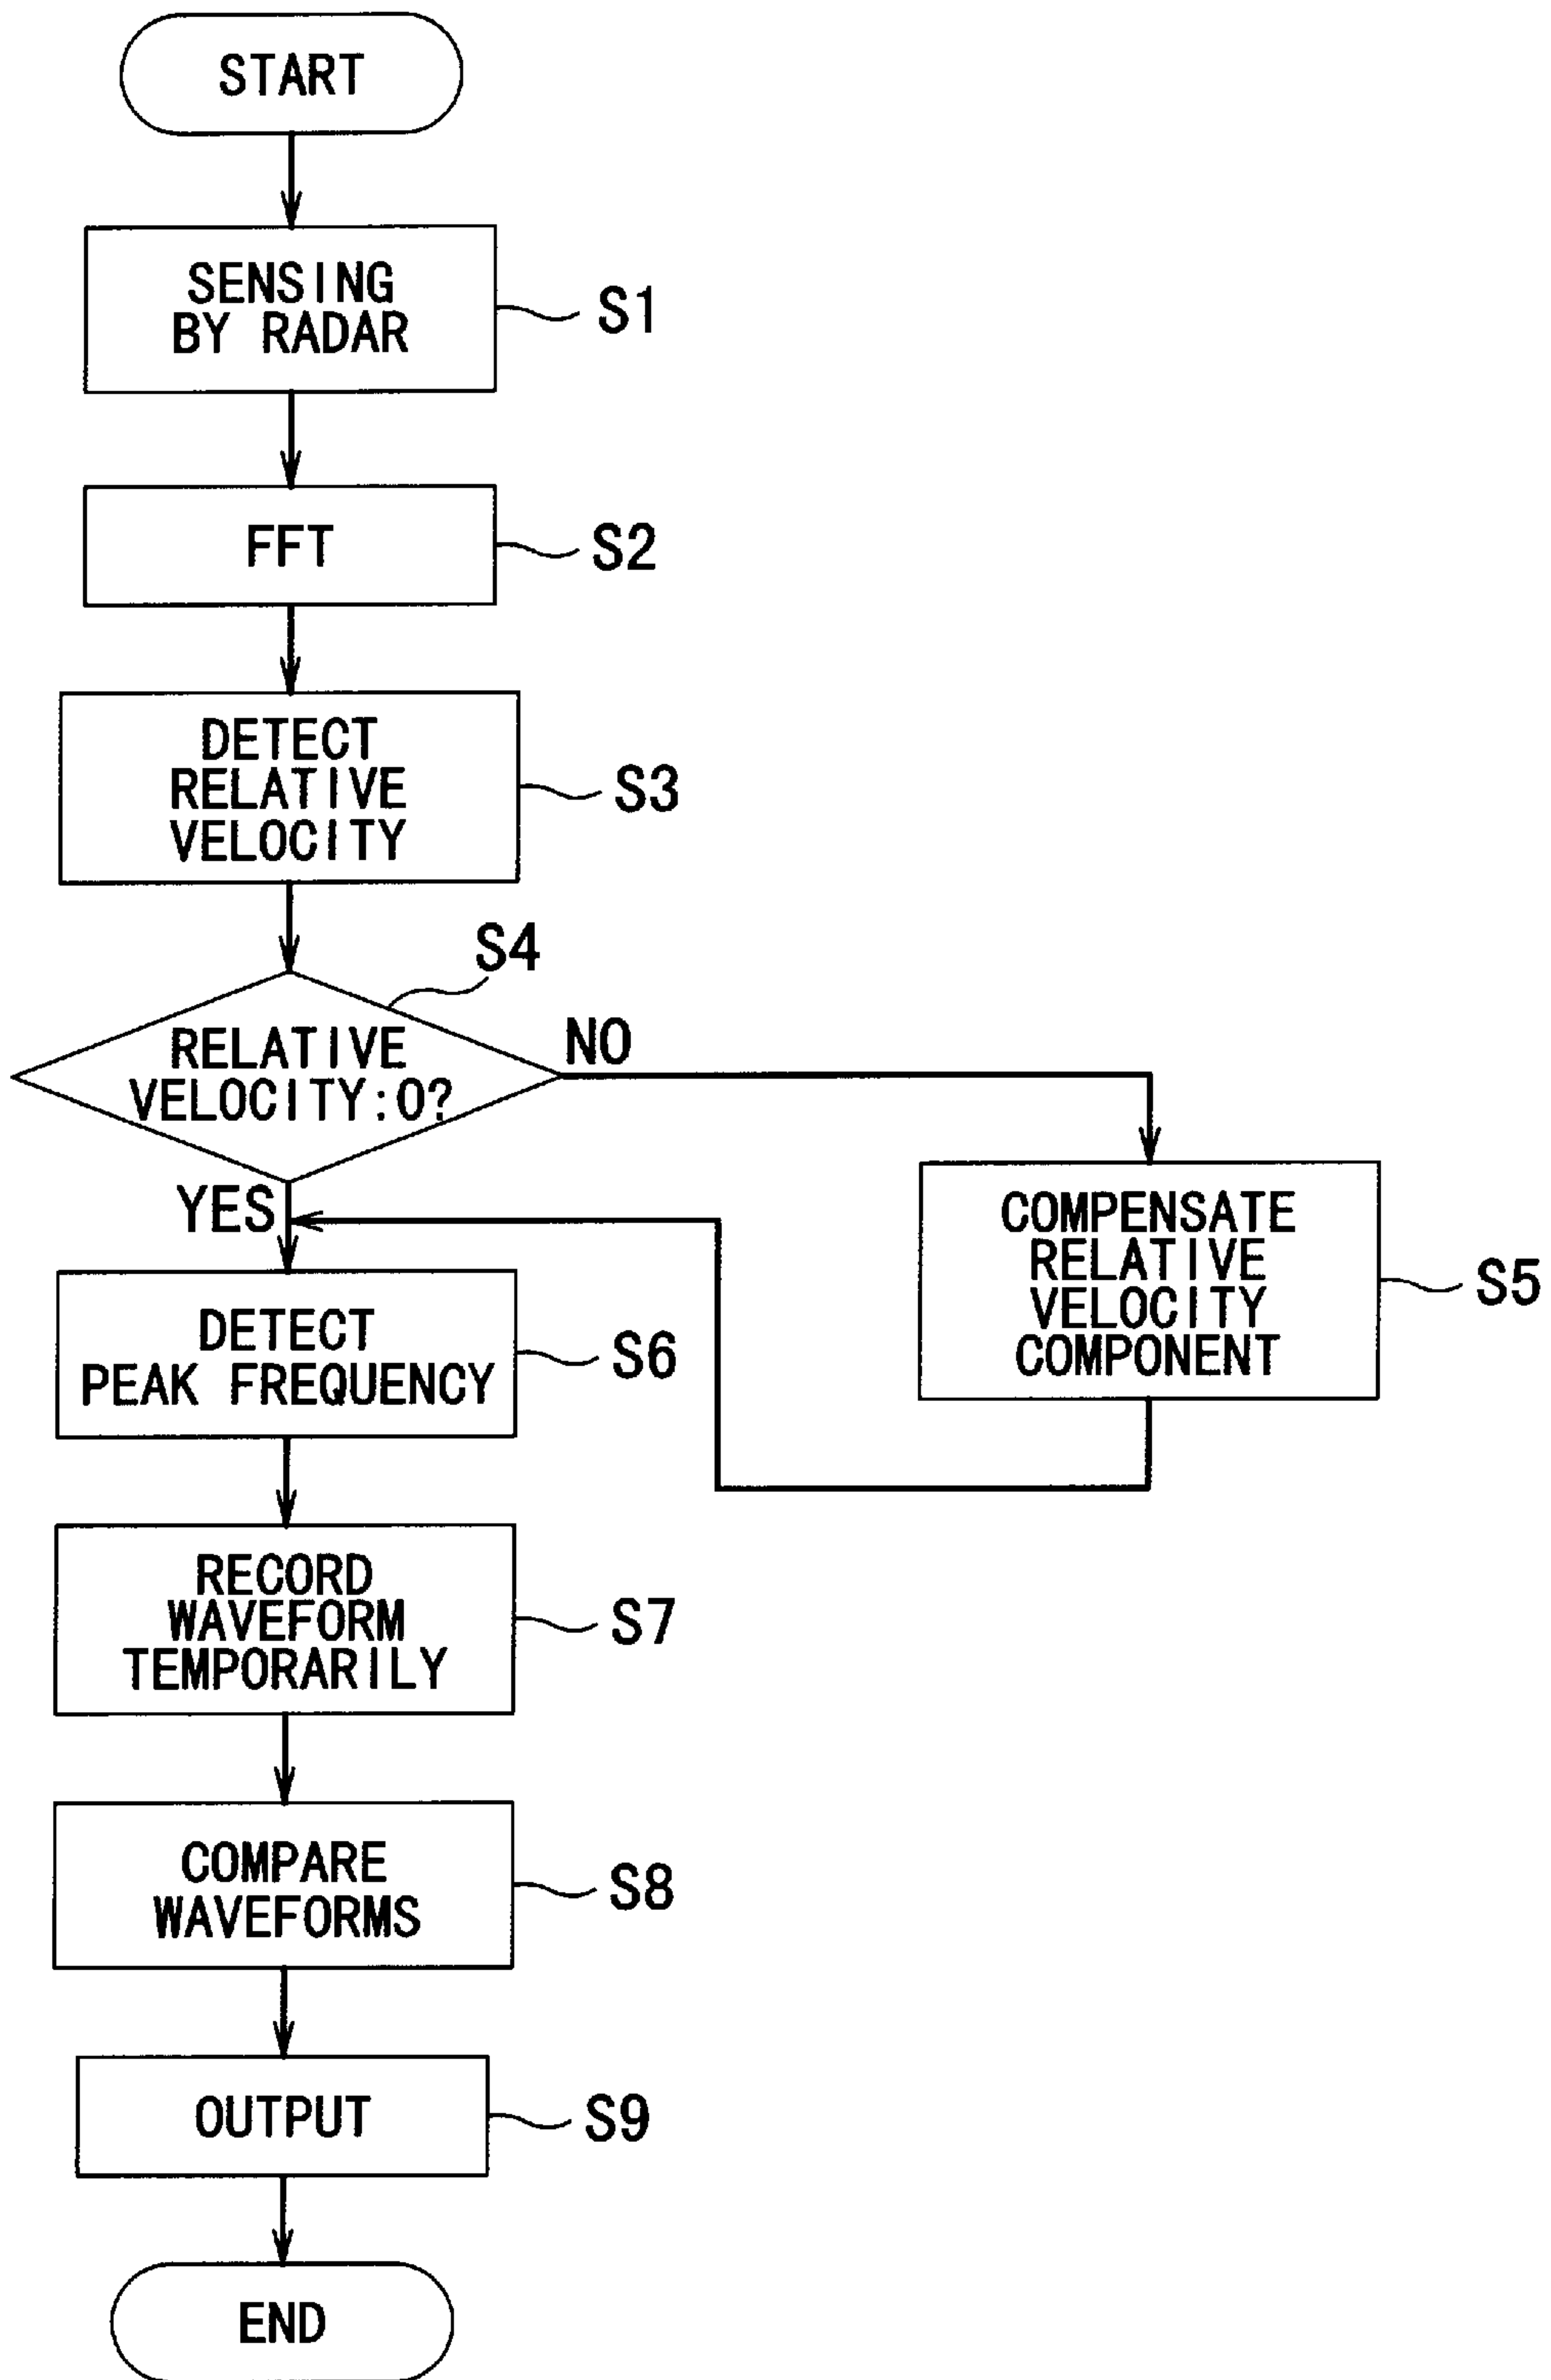 START
SENSING
BY RADAR
S1
FFT
S2
DETECT
RELATIVE
VELOCITY
S3
S4
RELATIVE
VELOCITY:0?
NO
YES
COMPENSATE
RELATIVE
VELOCITY
COMPONENT
S5
DETECT
PEAK FREQUENCY
S6
RECORD
WAVEFORM
TEMPORARILY
S7
COMPARE
WAVEFORMS
S8
OUTPUT
S9
END